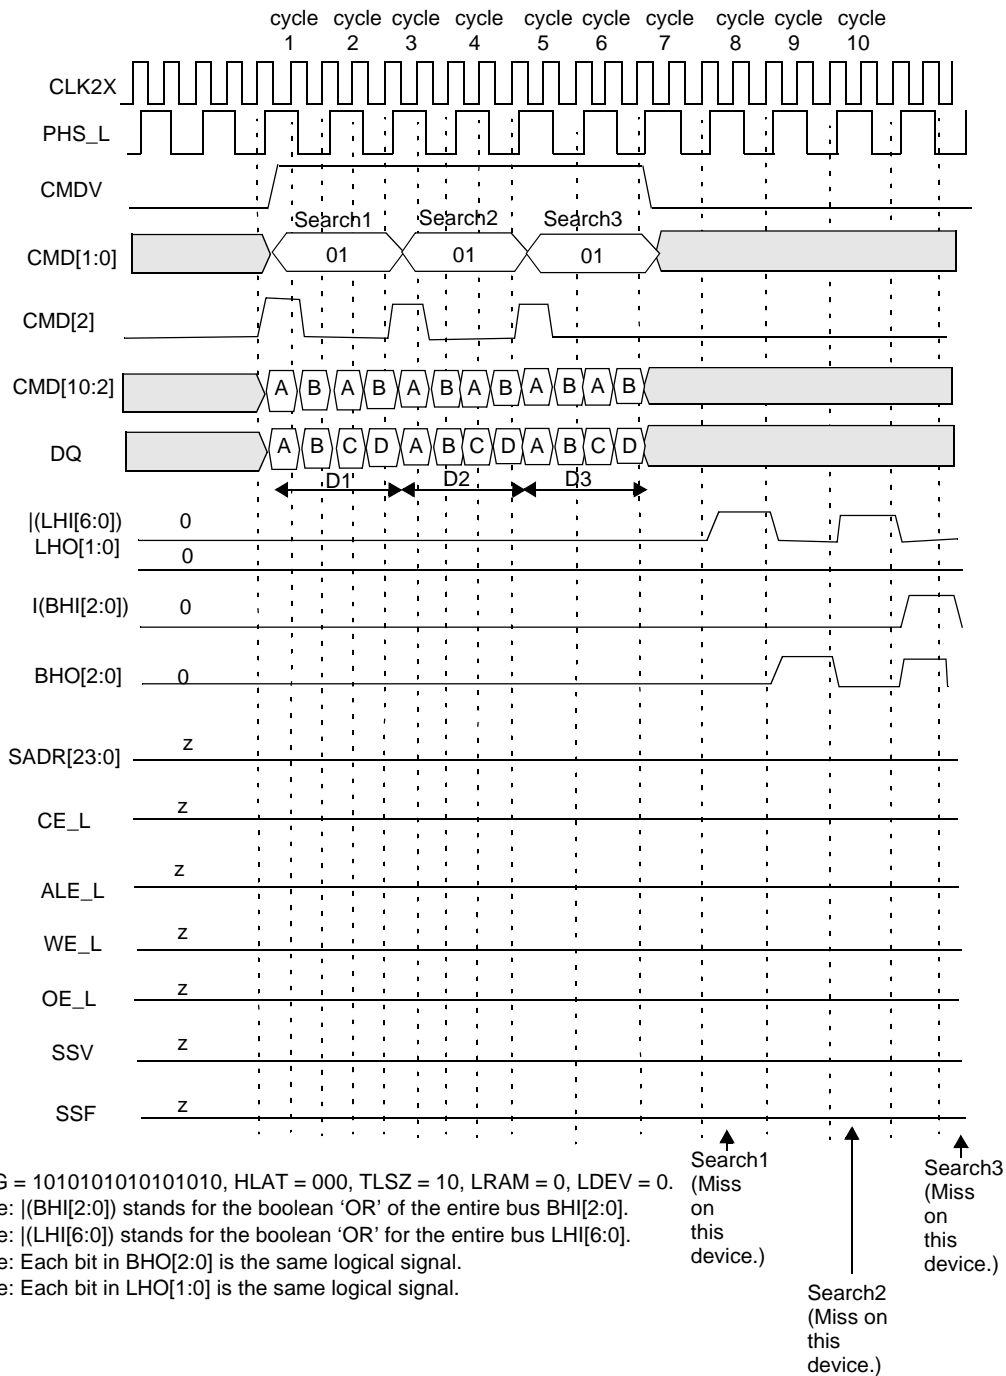 cycle cycle cycle cycle cycle cycle cycle cycle cycle cycle
1 2 3 4 5 6 7 8 9 10
CLK2X
PHS_L
CMDV
Search1 Search2 Search3
CMD[1:0] 01 01 01
CMD[2]
CMD[10:2] A B A B A B A B A B A B
DQ A B C D A B C D A B C D
D1 D2 D3
|(LHI[6:0]) 0
LHO[1:0] 0
I(BHI[2:0]) 0
BHO[2:0] 0
SADR[23:0] z
CE_L z
ALE_L z
WE_L z
OE_L z
SSV z
SSF z
G = 1010101010101010, HLAT = 000, TLSZ = 10, LRAM = 0, LDEV = 0.
e: |(BHI[2:0]) stands for the boolean ‘OR’ of the entire bus BHI[2:0].
e: |(LHI[6:0]) stands for the boolean ‘OR’ for the entire bus LHI[6:0].
e: Each bit in BHO[2:0] is the same logical signal.
e: Each bit in LHO[1:0] is the same logical signal.
Search1
(Miss
on
this
device.)
Search2
(Miss on
this
device.)
Search3
(Miss
on
this
device.)